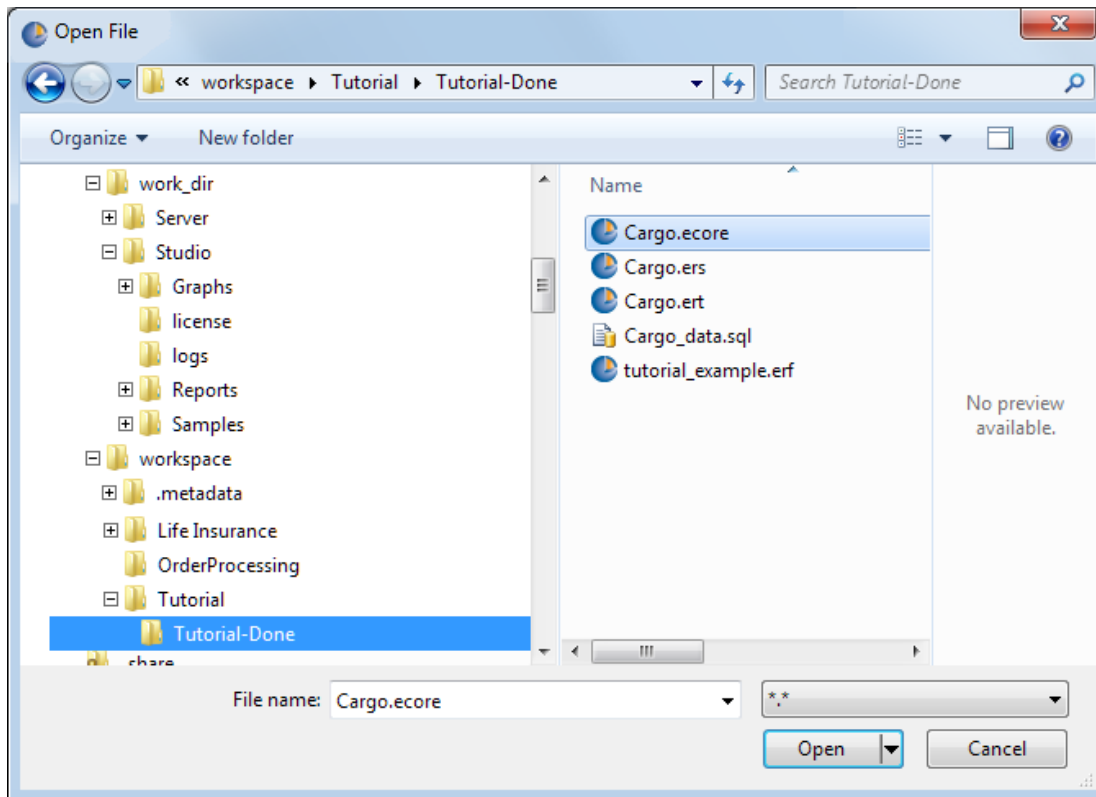 Open File
« workspace ▸ Tutorial ▸ Tutorial-Done
Search Tutorial-Done
Organize
New folder
work_dir
Server
Studio
Graphs
license
logs
Reports
Samples
workspace
.metadata
Life Insurance
OrderProcessing
Tutorial
Tutorial-Done
share
Name
Cargo.ecore
Cargo.ers
Cargo.ert
Cargo_data.sql
tutorial_example.erf
No preview
available.
File name: Cargo.ecore
*.*
Open
Cancel